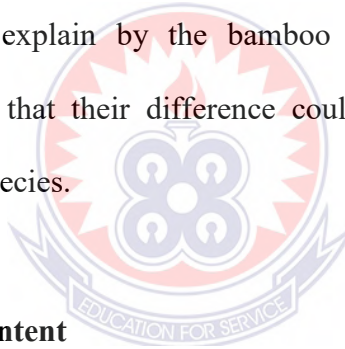 explain by the bamboo
that their difference coul
ecies.
EDUCATION FOR SERVICE
ntent